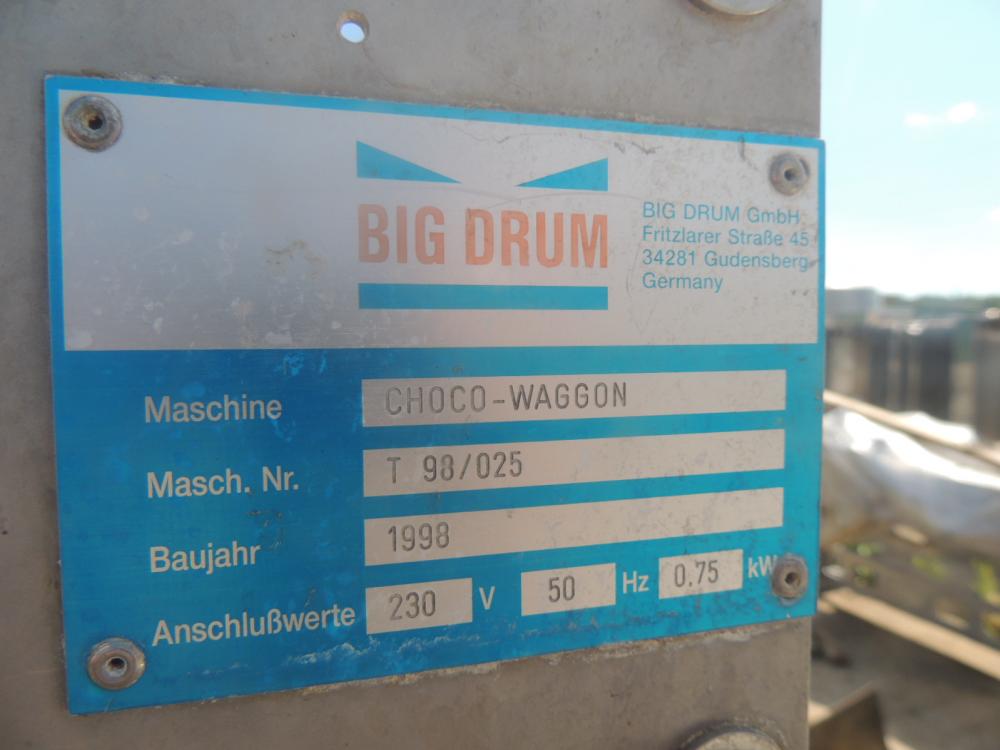 BIG DRUM
BIG DRUM GmbH
Fritzlarer Straße 45
34281 Gudensberg
Germany
Maschine CHOCO-WAGGON
Masch. Nr. T 98/025
Baujahr 1998
Anschlußwerte 230 V 50 Hz 0.75 kW